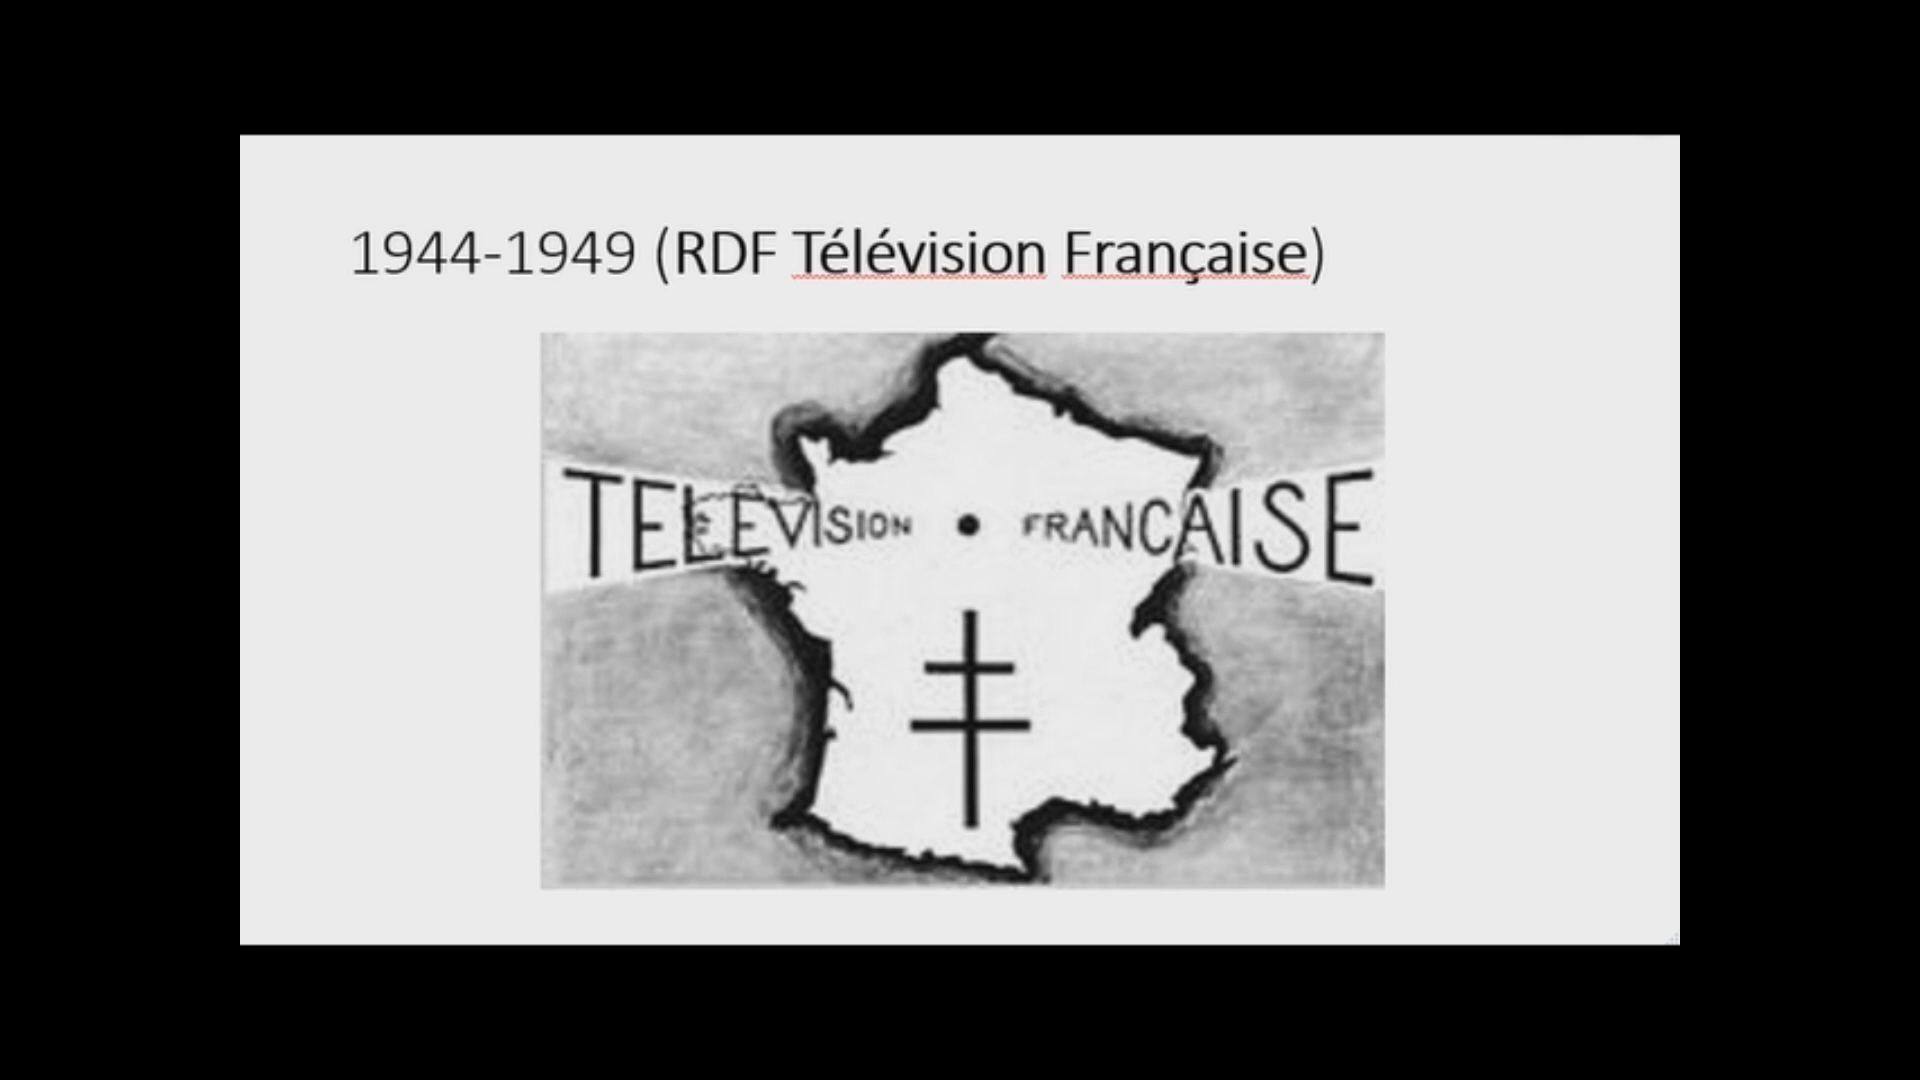 1944-1949 (RDF Télévision Française)
TELEVISION • FRANCAISE